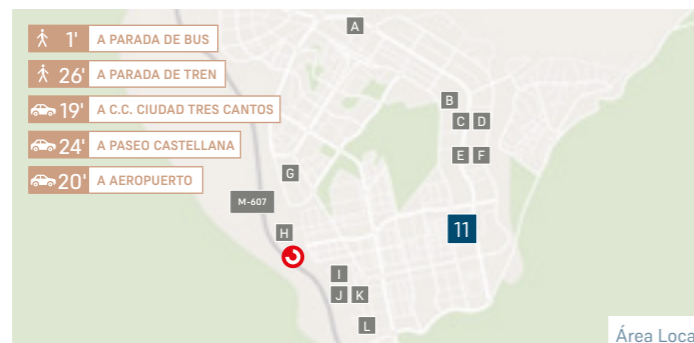 1' A PARADA DE BUS
26' A PARADA DE TREN
19' A C.C. CIUDAD TRES CANTOS
24' A PASEO CASTELLANA
20' A AEROPUERTO
A
B
C D
E F
G
M-607
11
H
I
J K
L
Área Loca